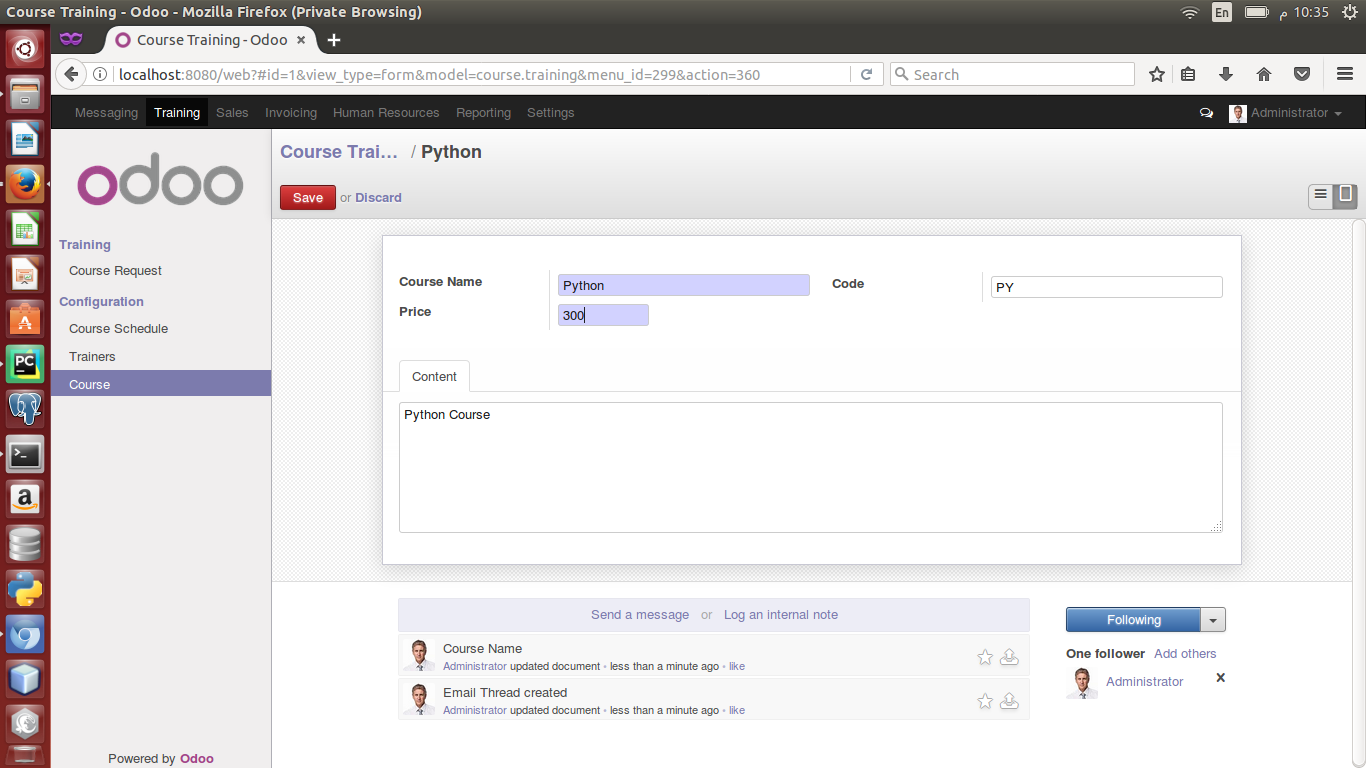 Course Training - Odoo - Mozilla Firefox (Private Browsing)
En
م 10:35
Course Training - Odoo
localhost:8080/web?#id=1&view_type=form&model=course.training&menu_id=299&action=360
Search
Messaging Training Sales Invoicing Human Resources Reporting Settings
Administrator
odoo
Training
Course Request
Configuration
Course Schedule
Trainers
Course
Powered by Odoo
Course Trai... / Python
Save or Discard
Course Name Python
Code PY
Price 300
Content
Python Course
Send a message or Log an internal note
Course Name
Administrator updated document • less than a minute ago • like
Email Thread created
Administrator updated document • less than a minute ago • like
Following
One follower Add others
Administrator x
PC
a